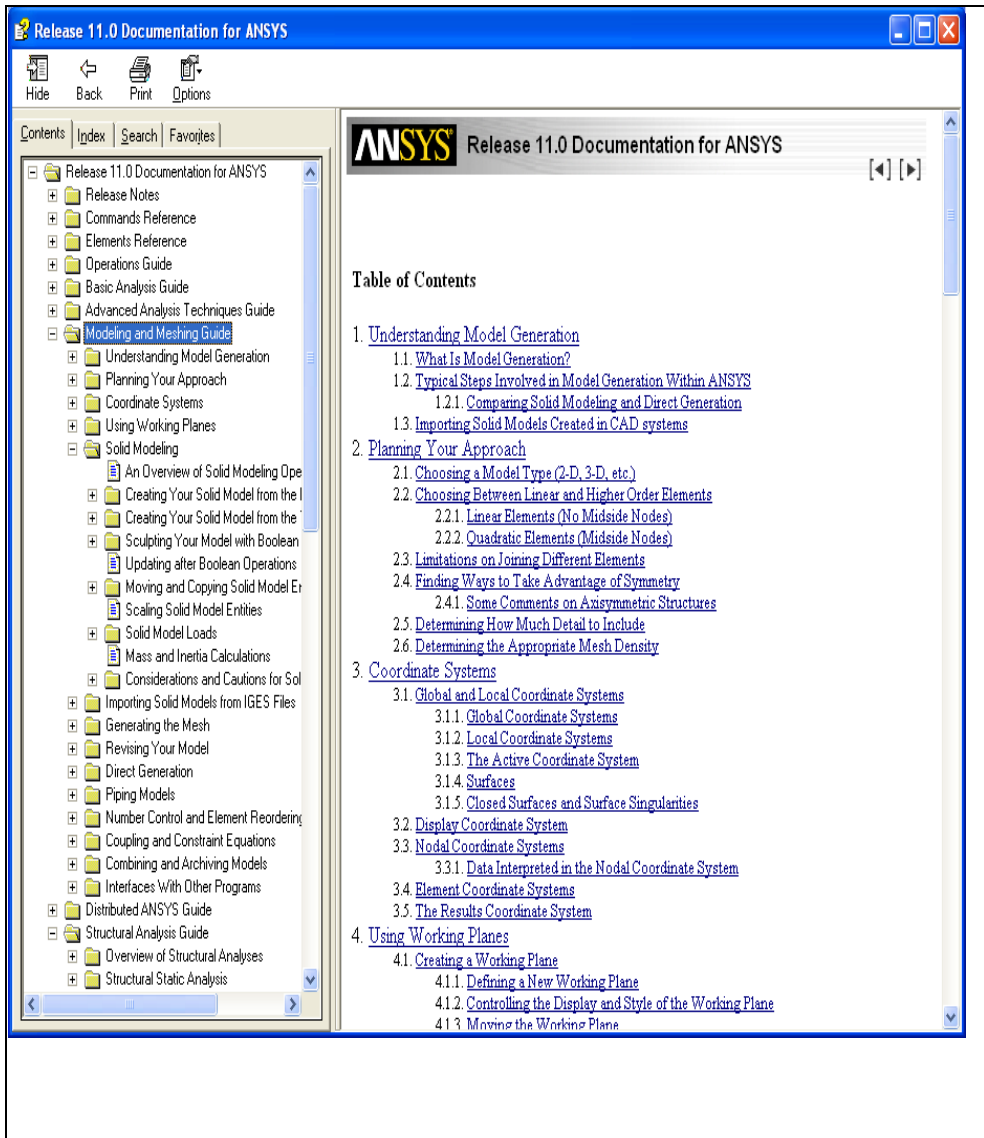 Release 11.0 Documentation for ANSYS
Hide Back Print Options
Contents Index Search Favorites
Release 11.0 Documentation for ANSYS
Release Notes
Commands Reference
Elements Reference
Operations Guide
Basic Analysis Guide
Advanced Analysis Techniques Guide
Modeling and Meshing Guide
Understanding Model Generation
Planning Your Approach
Coordinate Systems
Using Working Planes
Solid Modeling
An Overview of Solid Modeling Ope
Creating Your Solid Model from the
Creating Your Solid Model from the
Sculpting Your Model with Boolean
Updating after Boolean Operations
Moving and Copying Solid Model
Scaling Solid Model Entities
Solid Model Loads
Mass and Inertia Calculations
Considerations and Cautions for Sol
Importing Solid Models from IGES Files
Generating the Mesh
Revising Your Model
Direct Generation
Piping Models
Number Control and Element Reordering
Coupling and Constraint Equations
Combining and Archiving Models
Interfaces With Other Programs
Distributed ANSYS Guide
Structural Analysis Guide
Overview of Structural Analyses
Structural Static Analysis
ANSYS Release 11.0 Documentation for ANSYS
Table of Contents
1. Understanding Model Generation
1.1. What Is Model Generation?
1.2. Typical Steps Involved in Model Generation Within ANSYS
1.2.1. Comparing Solid Modeling and Direct Generation
1.3. Importing Solid Models Created in CAD systems
2. Planning Your Approach
2.1. Choosing a Model Type (2-D, 3-D, etc.)
2.2. Choosing Between Linear and Higher Order Elements
2.2.1. Linear Elements (No Midside Nodes)
2.2.2. Quadratic Elements (Midside Nodes)
2.3. Limitations on Joining Different Elements
2.4. Finding Ways to Take Advantage of Symmetry
2.4.1. Some Comments on Axisymmetric Structures
2.5. Determining How Much Detail to Include
2.6. Determining the Appropriate Mesh Density
3. Coordinate Systems
3.1. Global and Local Coordinate Systems
3.1.1. Global Coordinate Systems
3.1.2. Local Coordinate Systems
3.1.3. The Active Coordinate System
3.1.4. Surfaces
3.1.5. Closed Surfaces and Surface Singularities
3.2. Display Coordinate System
3.3. Nodal Coordinate Systems
3.3.1. Data Interpreted in the Nodal Coordinate System
3.4. Element Coordinate Systems
3.5. The Results Coordinate System
4. Using Working Planes
4.1. Creating a Working Plane
4.1.1. Defining a New Working Plane
4.1.2. Controlling the Display and Style of the Working Plane
4.1.3. Moving the Working Plane